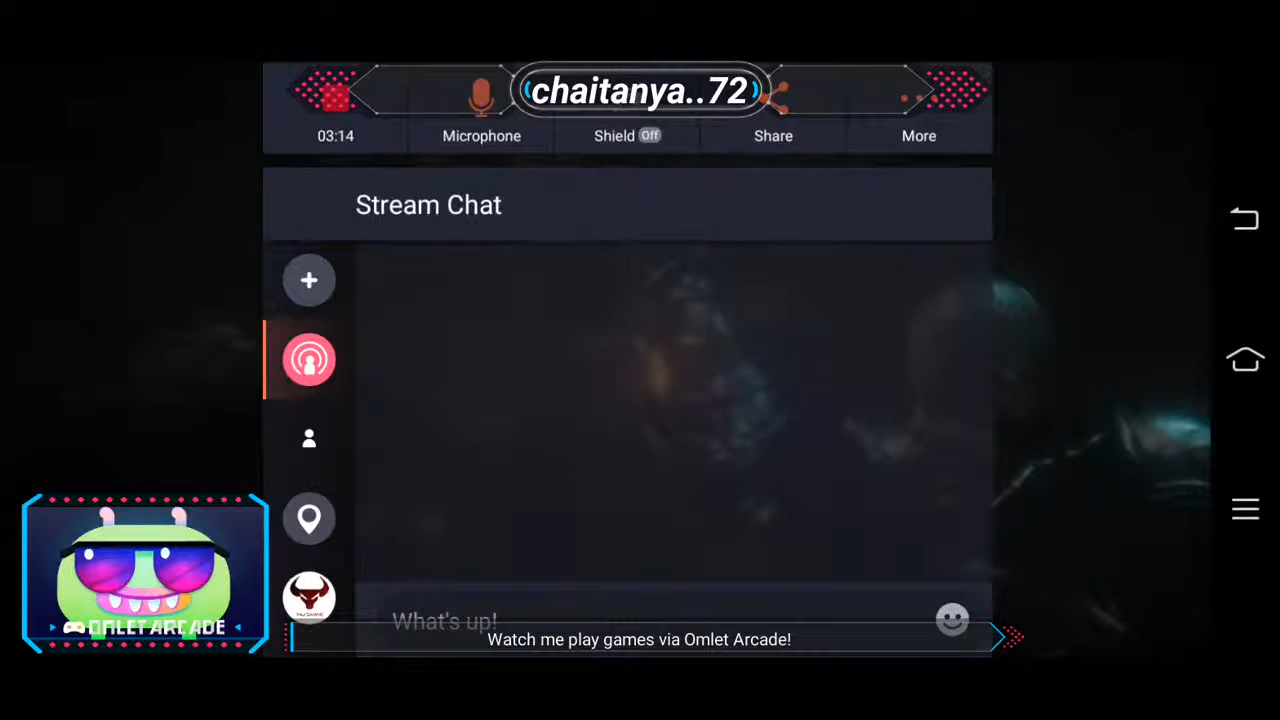 chaitanya..72
03:14
Microphone
Shield Off
Share
More
Stream Chat
What's up!
Watch me play games via Omlet Arcade!
OMLET ARCADE